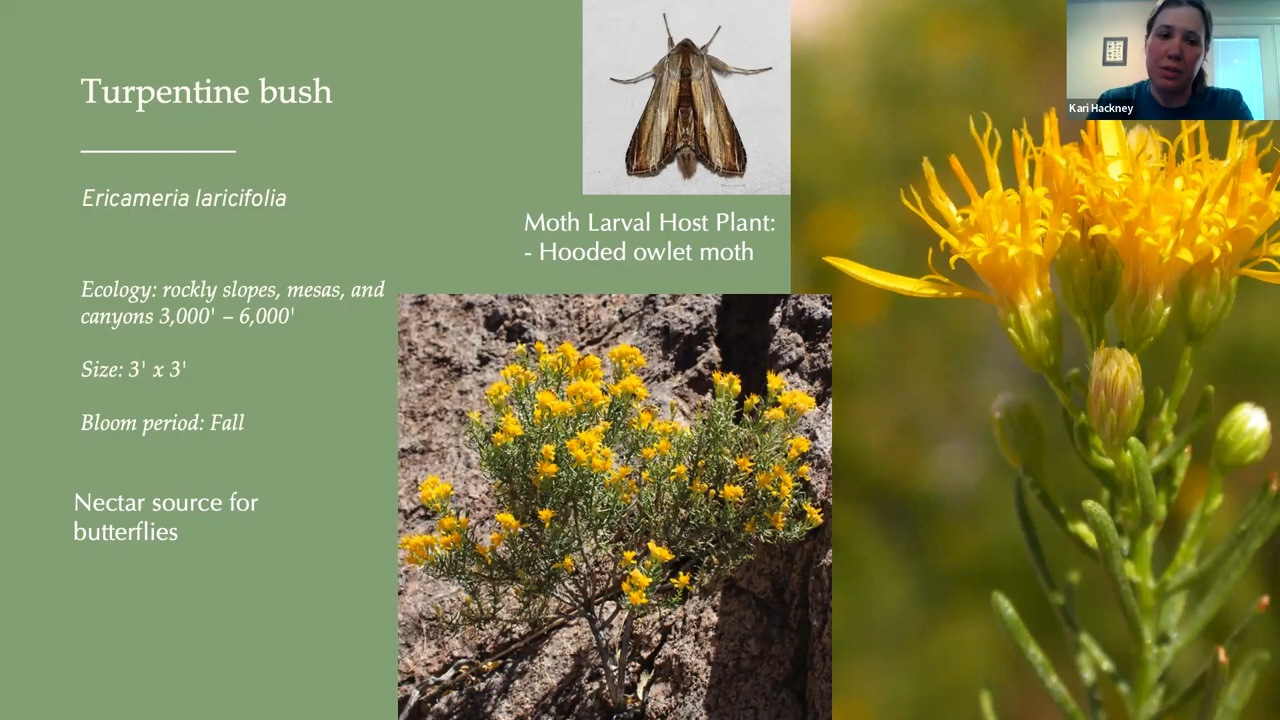 Turpentine bush
Ericameria laricifolia
Ecology: rockly slopes, mesas, and
canyons 3,000' – 6,000'
Size: 3' x 3'
Bloom period: Fall
Nectar source for
butterflies
Moth Larval Host Plant:
- Hooded owlet moth
Kari Hackney